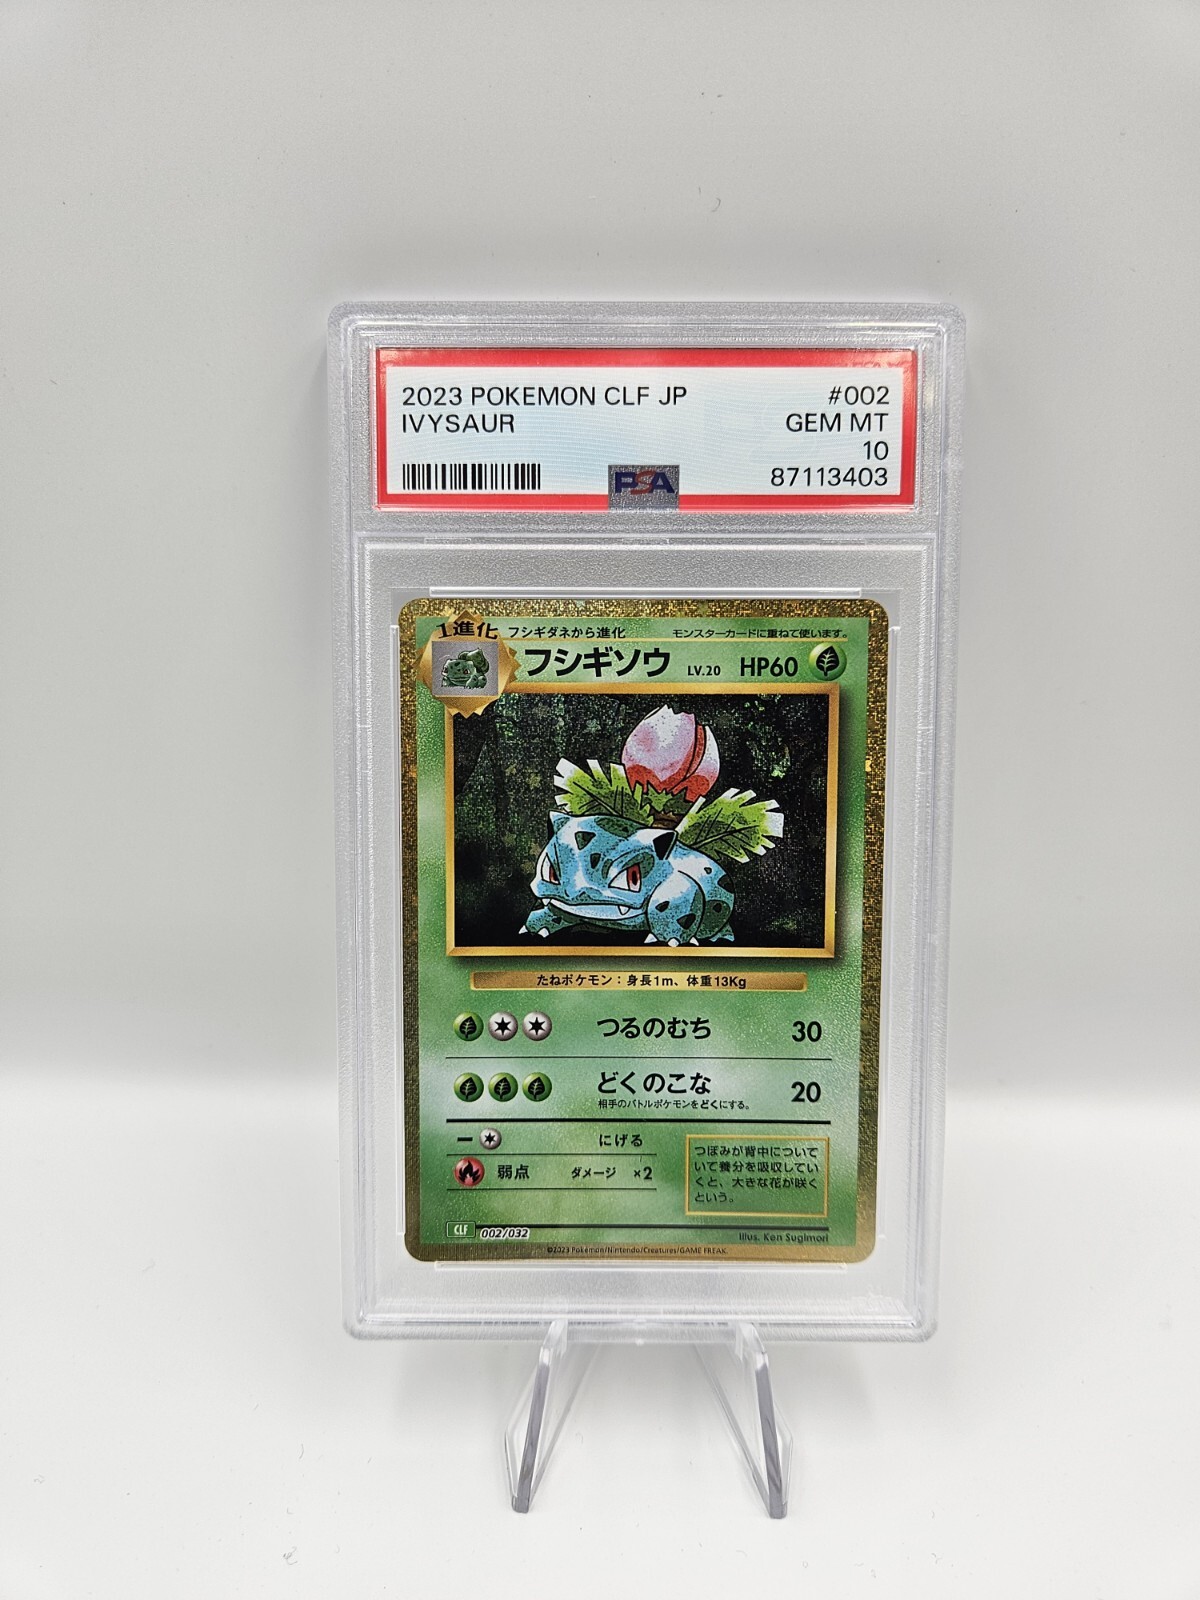 2023 POKEMON CLF JP #002
IVYSAUR GEM MT
10
PSA 87113403
1進化 フシギダネから進化 モンスターカードに重ねて使います。
フシギソウ LV.20 HP60
たねポケモン：身長1m、体重13Kg
つるのむち 30
どくのこな 20
相手のバトルポケモンをどくにする。
にげる
弱点 ダメージ ×2
つぼみが背中について
いて養分を吸収してい
くと、大きな花が咲く
という。
CLF 002/032 Illus. Ken Sugimori
©2023 Pokémon/Nintendo/Creatures/GAME FREAK.